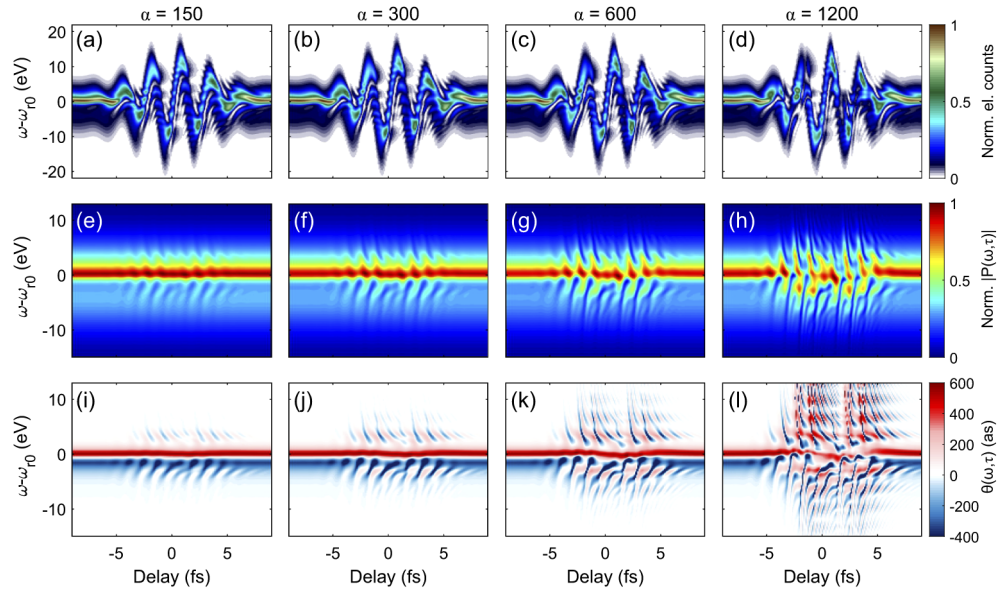 α = 150 α = 300 α = 600 α = 1200
(a) (b) (c) (d)
20
10
0
-10
-20
ω-ω_r0 (eV)
1
0.5
0
Norm. el. counts
(e) (f) (g) (h)
10
0
-10
ω-ω_r0 (eV)
1
0.5
0
Norm. |P(ω,τ)|
(i) (j) (k) (l)
10
0
-10
ω-ω_r0 (eV)
600
400
200
0
-200
-400
θ(ω,τ) (as)
-5 0 5 -5 0 5 -5 0 5 -5 0 5
Delay (fs) Delay (fs) Delay (fs) Delay (fs)